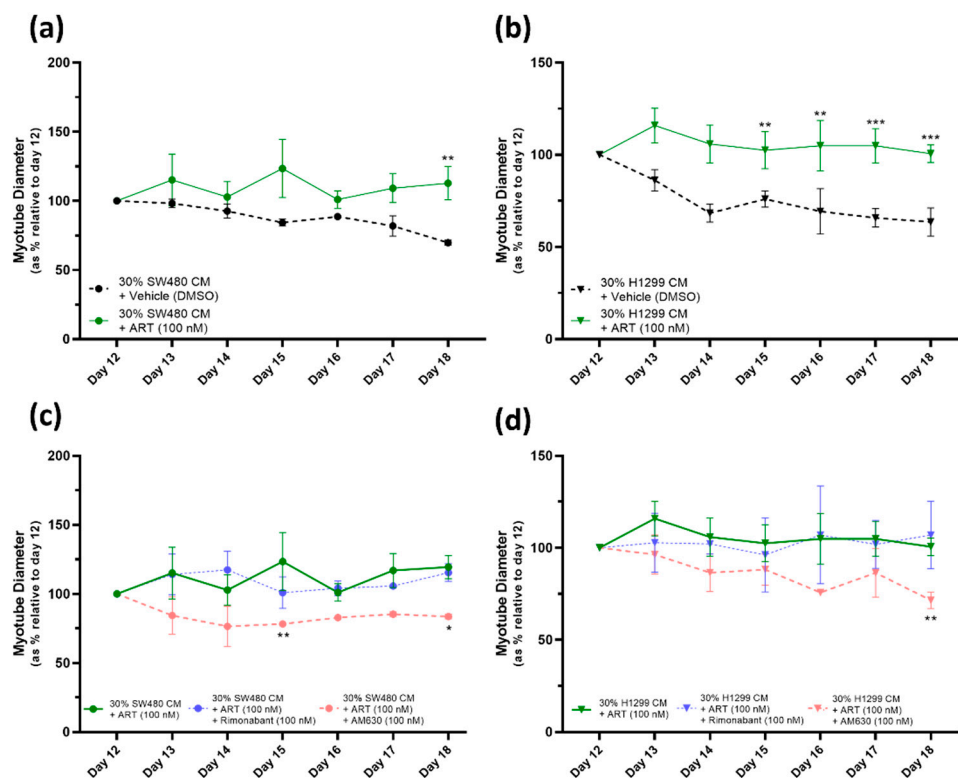 (a)
200
150
100
50
0
Myotube Diameter
(as % relative to day 12)
**
30% SW480 CM
+ Vehicle (DMSO)
30% SW480 CM
+ ART (100 nM)
Day 12
Day 13
Day 14
Day 15
Day 16
Day 17
Day 18
(b)
150
100
50
0
Myotube Diameter
(as % relative to day 12)
**
**
***
***
30% H1299 CM
+ Vehicle (DMSO)
30% H1299 CM
+ ART (100 nM)
Day 12
Day 13
Day 14
Day 15
Day 16
Day 17
Day 18
(c)
200
150
100
50
0
Myotube Diameter
(as % relative to day 12)
**
*
30% SW480 CM
+ ART (100 nM)
30% SW480 CM
+ ART (100 nM)
+ Rimonabant (100 nM)
30% SW480 CM
+ ART (100 nM)
+ AM630 (100 nM)
Day 12
Day 13
Day 14
Day 15
Day 16
Day 17
Day 18
(d)
150
100
50
0
Myotube Diameter
(as % relative to day 12)
**
30% H1299 CM
+ ART (100 nM)
30% H1299 CM
+ ART (100 nM)
+ Rimonabant (100 nM)
30% H1299 CM
+ ART (100 nM)
+ AM630 (100 nM)
Day 12
Day 13
Day 14
Day 15
Day 16
Day 17
Day 18